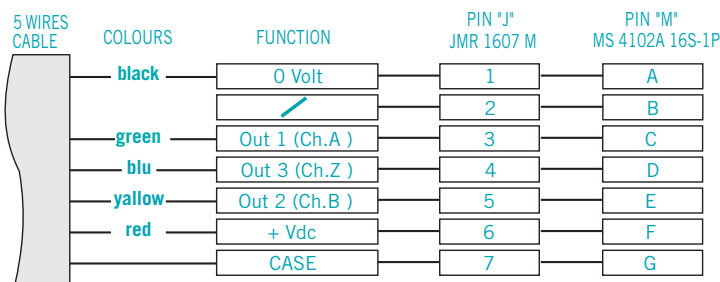 5 WIRES CABLE COLOURS FUNCTION PIN "J" JMR 1607 M PIN "M" MS 4102A 16S-1P
black 0 Volt 1 A
2 B
green Out 1 (Ch.A ) 3 C
blu Out 3 (Ch.Z ) 4 D
yallow Out 2 (Ch.B ) 5 E
red + Vdc 6 F
CASE 7 G